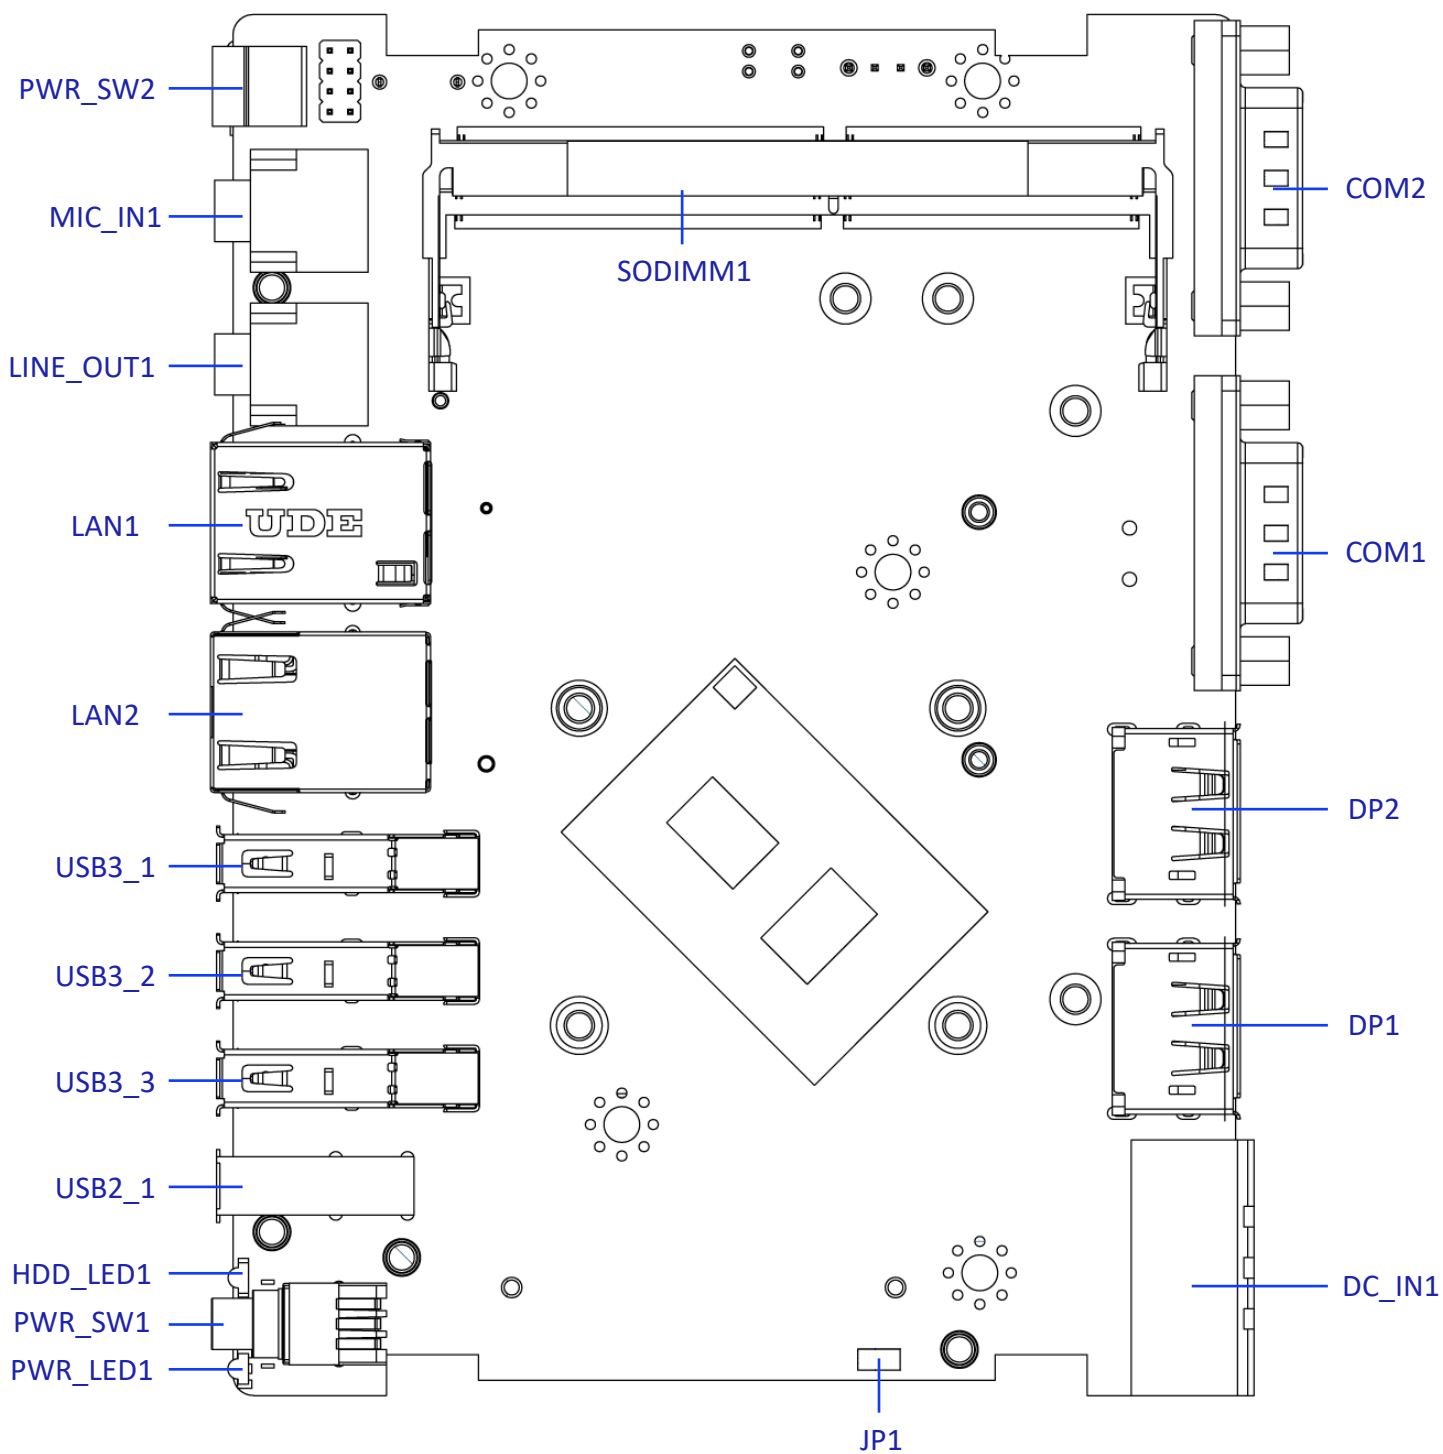 PWR_SW2
MIC_IN1
LINE_OUT1
LAN1
UDE
LAN2
USB3_1
USB3_2
USB3_3
USB2_1
HDD_LED1
PWR_SW1
PWR_LED1
SODIMM1
JP1
COM2
COM1
DP2
DP1
DC_IN1